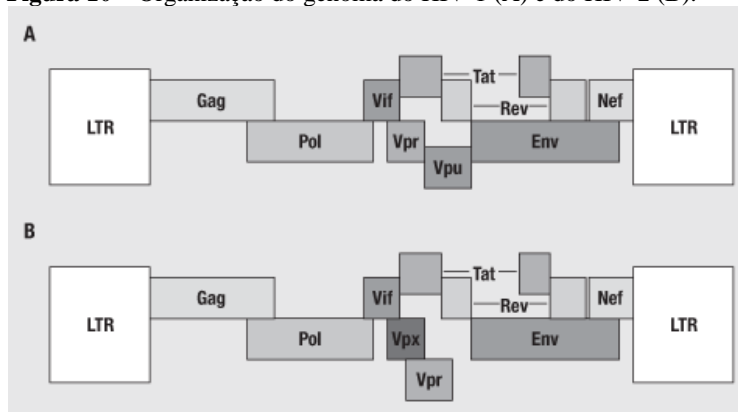 Figura – Organização do genoma do HIV-1 (A) e do HIV-2 (B).
A
LTR
Gag
Pol
Vif
Vpr
Vpu
Tat
Rev
Env
Nef
LTR
B
LTR
Gag
Pol
Vif
Vpx
Vpr
Tat
Rev
Env
Nef
LTR